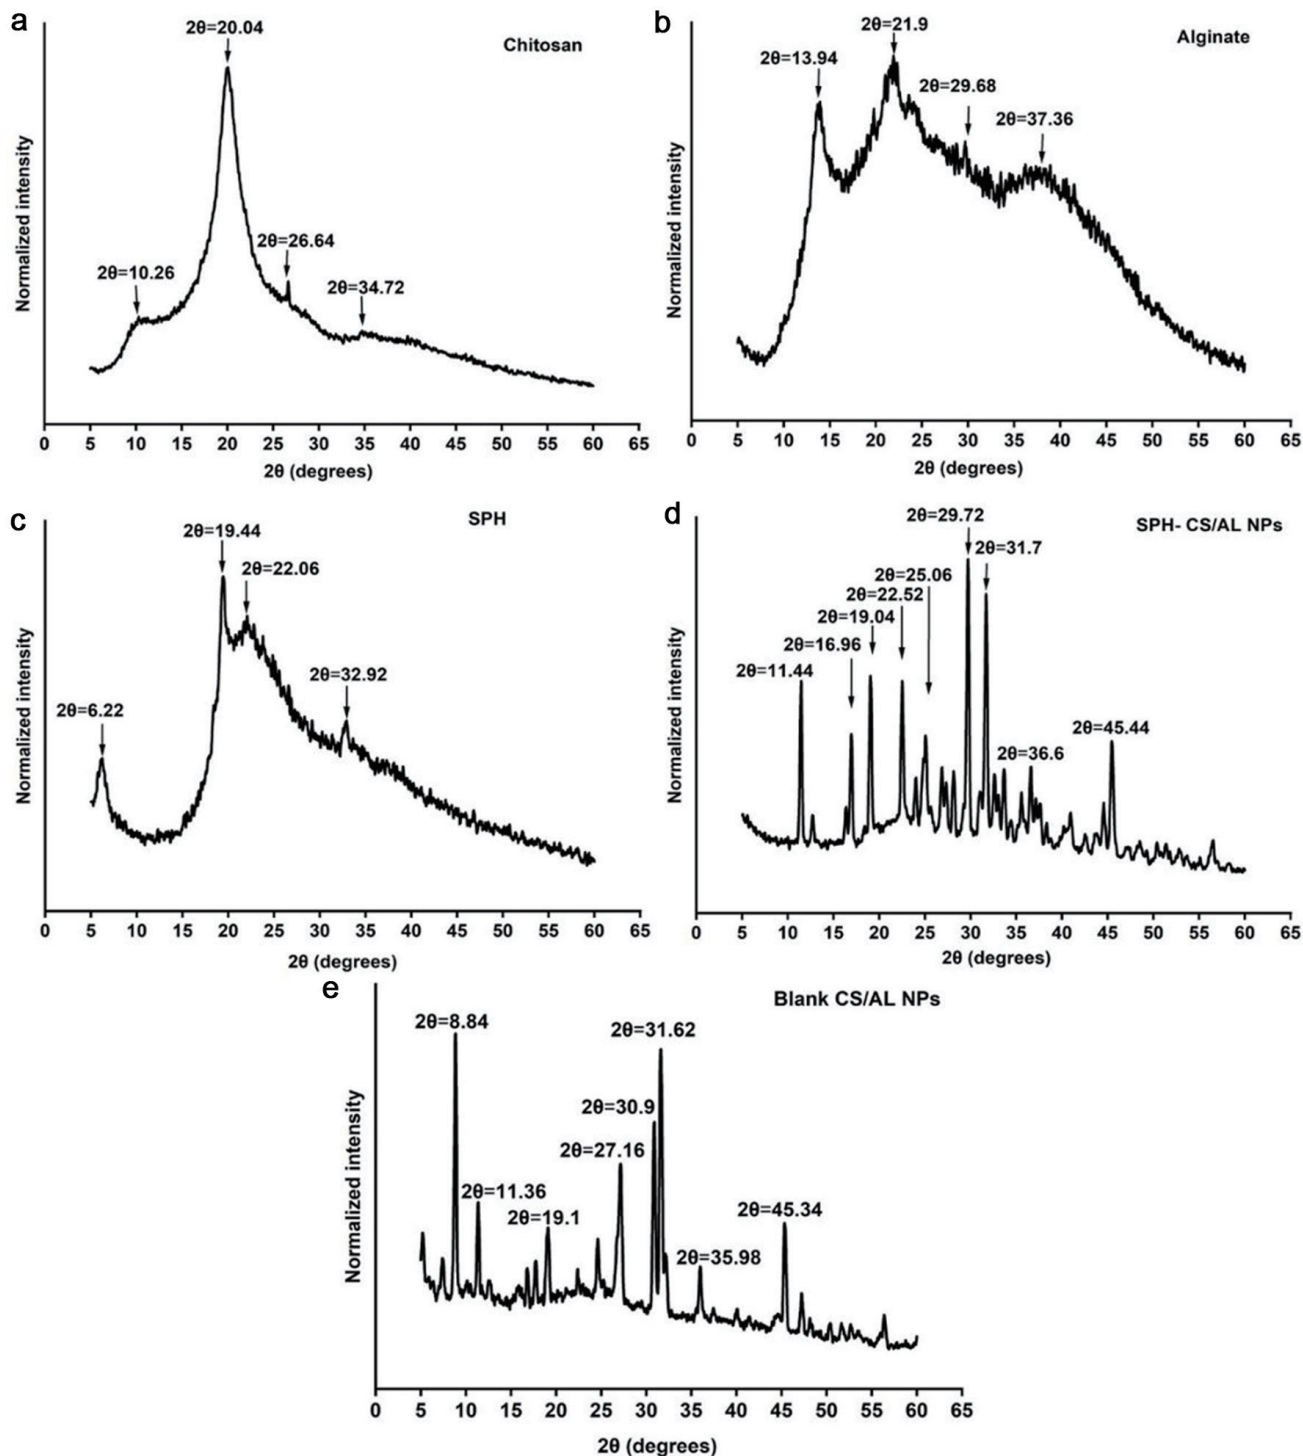 a
2θ=20.04
Chitosan
2θ=26.64
2θ=10.26
2θ=34.72
Normalized intensity
0 5 10 15 20 25 30 35 40 45 50 55 60 65
2θ (degrees)
b
2θ=21.9
Alginate
2θ=13.94
2θ=29.68
2θ=37.36
Normalized intensity
0 5 10 15 20 25 30 35 40 45 50 55 60 65
2θ (degrees)
c
SPH
2θ=19.44
2θ=22.06
2θ=32.92
2θ=6.22
Normalized intensity
0 5 10 15 20 25 30 35 40 45 50 55 60 65
2θ (degrees)
d
2θ=29.72
SPH- CS/AL NPs
2θ=31.7
2θ=25.06
2θ=22.52
2θ=19.04
2θ=16.96
2θ=11.44
2θ=45.44
2θ=36.6
Normalized intensity
0 5 10 15 20 25 30 35 40 45 50 55 60 65
2θ (degrees)
e
Blank CS/AL NPs
2θ=8.84
2θ=31.62
2θ=30.9
2θ=27.16
2θ=11.36
2θ=19.1
2θ=45.34
2θ=35.98
Normalized intensity
0 5 10 15 20 25 30 35 40 45 50 55 60 65
2θ (degrees)